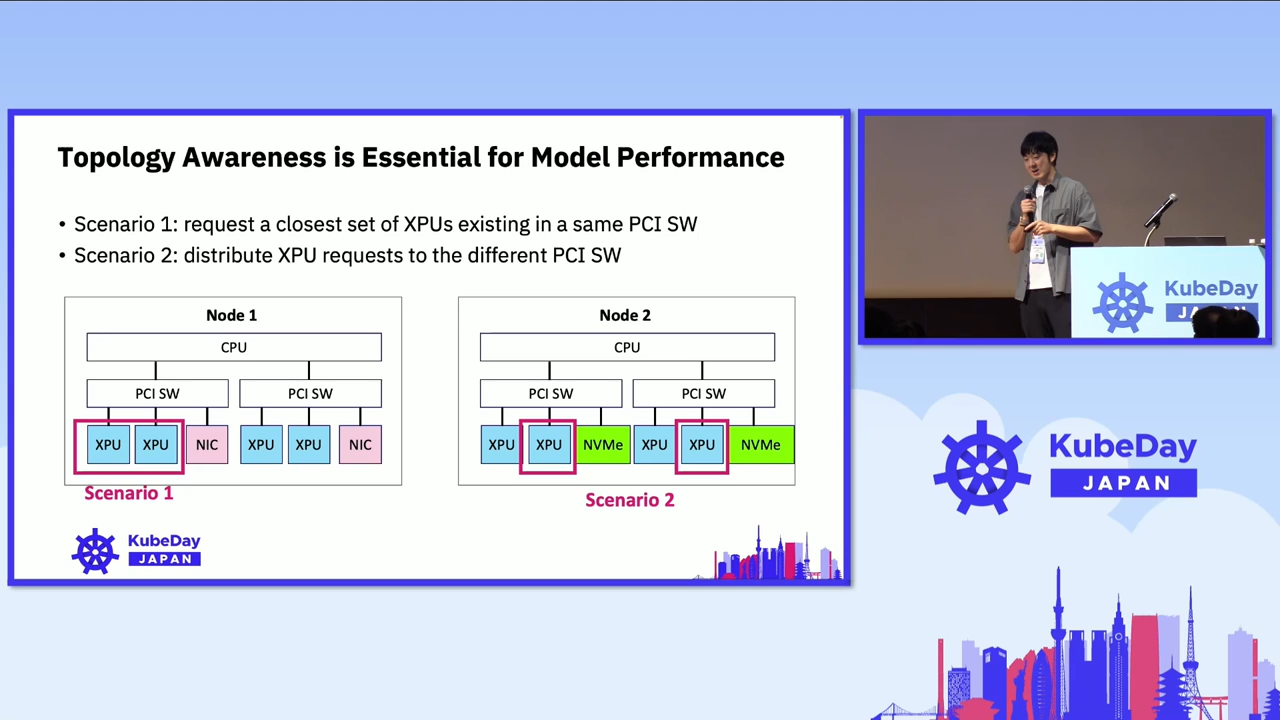 Topology Awareness is Essential for Model Performance
• Scenario 1: request a closest set of XPUs existing in a same PCI SW
• Scenario 2: distribute XPU requests to the different PCI SW
Node 1
CPU
PCI SW
PCI SW
XPU
XPU
NIC
XPU
XPU
NIC
Scenario 1
Node 2
CPU
PCI SW
PCI SW
XPU
XPU
NVMe
XPU
XPU
NVMe
Scenario 2
KubeDay
JAPAN
KubeDay
JAPAN
KubeDay
JAPAN